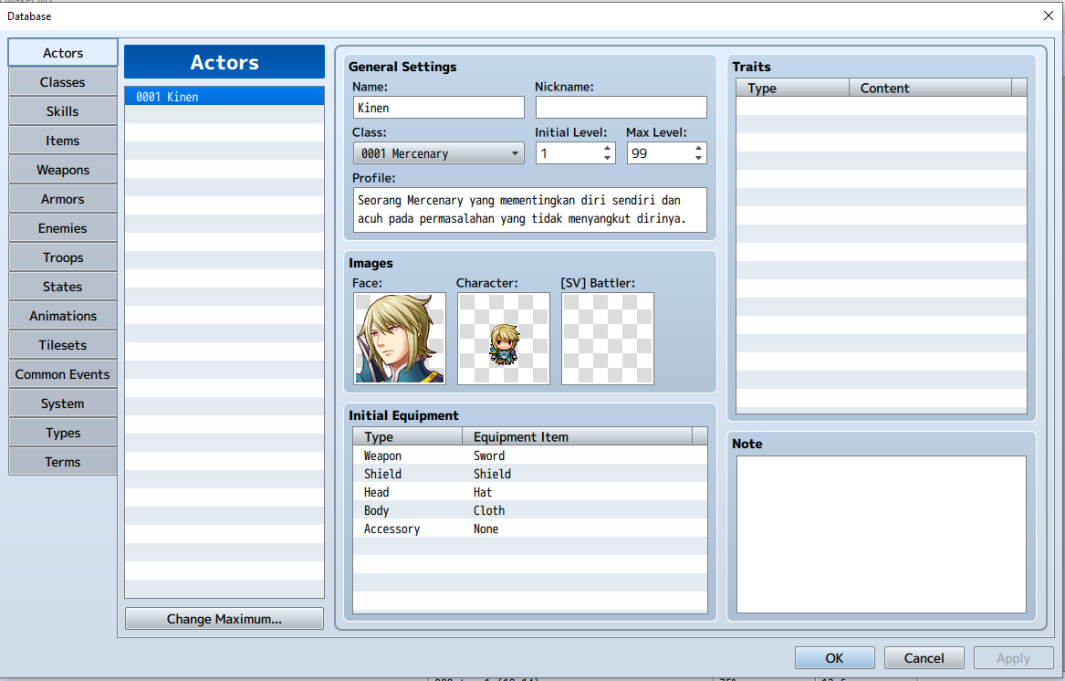 Database
Actors
Classes
Skills
Items
Weapons
Armors
Enemies
Troops
States
Animations
Tilesets
Common Events
System
Types
Terms
Actors
0001 Kinen
Change Maximum...
General Settings
Name:
Nickname:
Kinen
Class:
Initial Level:
Max Level:
0001 Mercenary
1
99
Profile:
Seorang Mercenary yang mementingkan diri sendiri dan
acuh pada permasalahan yang tidak menyangkut dirinya.
Images
Face:
Character:
[SV] Battler:
Initial Equipment
Type
Equipment Item
Weapon
Sword
Shield
Shield
Head
Hat
Body
Cloth
Accessory
None
Traits
Type
Content
Note
OK
Cancel
Apply